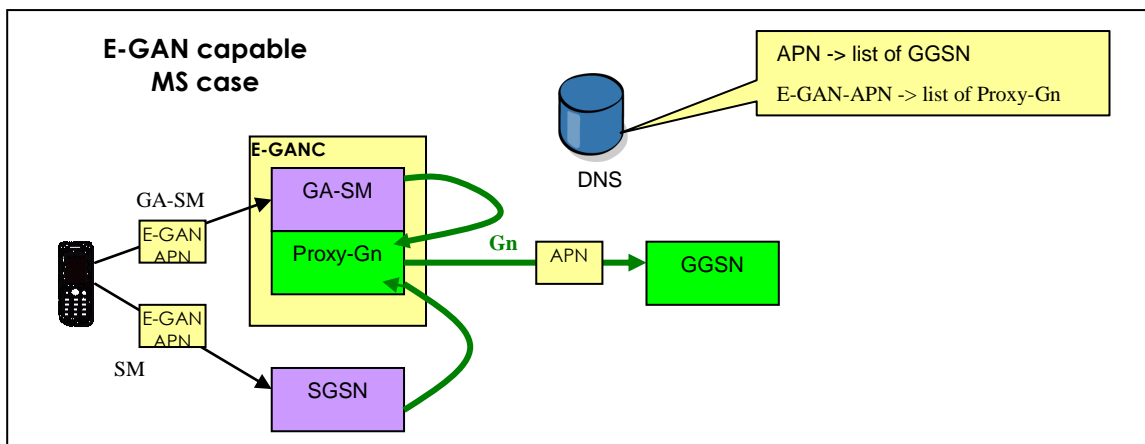 E-GAN capable
MS case
APN -> list of GGSN
E-GAN-APN -> list of Proxy-Gn
DNS
E-GANC
GA-SM
GA-SM
E-GAN
APN
Proxy-Gn
Gn
APN
GGSN
E-GAN
APN
SM
SGSN